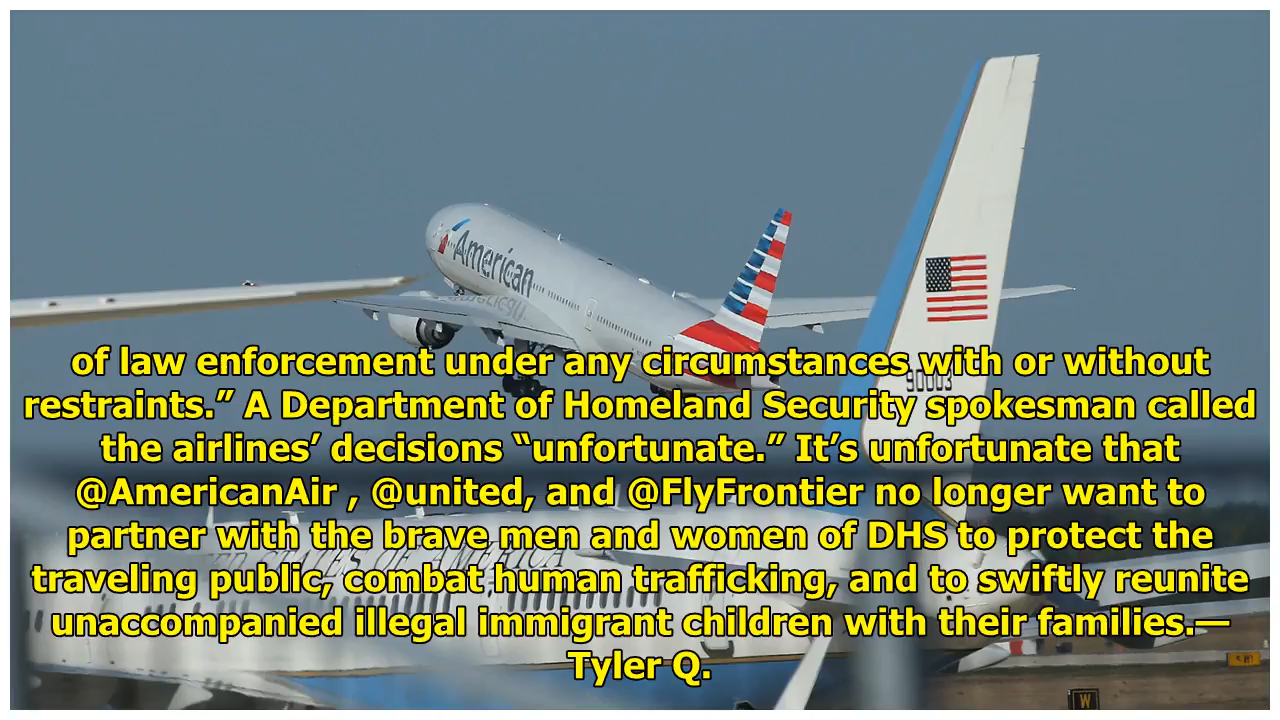 American
90003
of law enforcement under any circumstances with or without
restraints.” A Department of Homeland Security spokesman called
the airlines’ decisions “unfortunate.” It’s unfortunate that
@AmericanAir , @united, and @FlyFrontier no longer want to
partner with the brave men and women of DHS to protect the
traveling public, combat human trafficking, and to swiftly reunite
unaccompanied illegal immigrant children with their families.—
Tyler Q.
STATES OF AMERICA
W